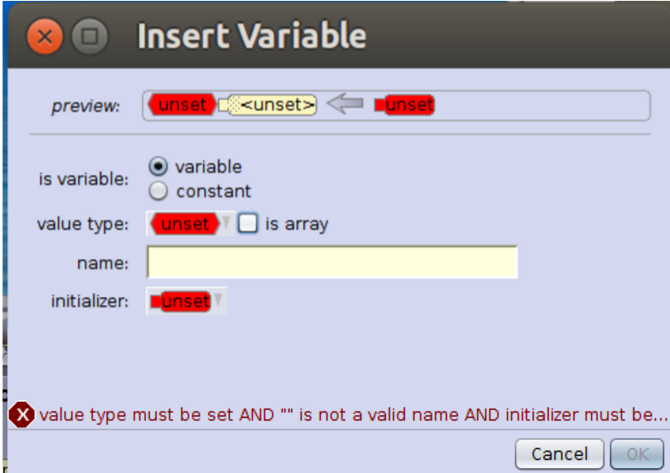 Insert Variable
preview: unset <unset> unset
is variable: variable
constant
value type: unset is array
name:
initializer: unset
value type must be set AND "" is not a valid name AND initializer must be...
Cancel OK